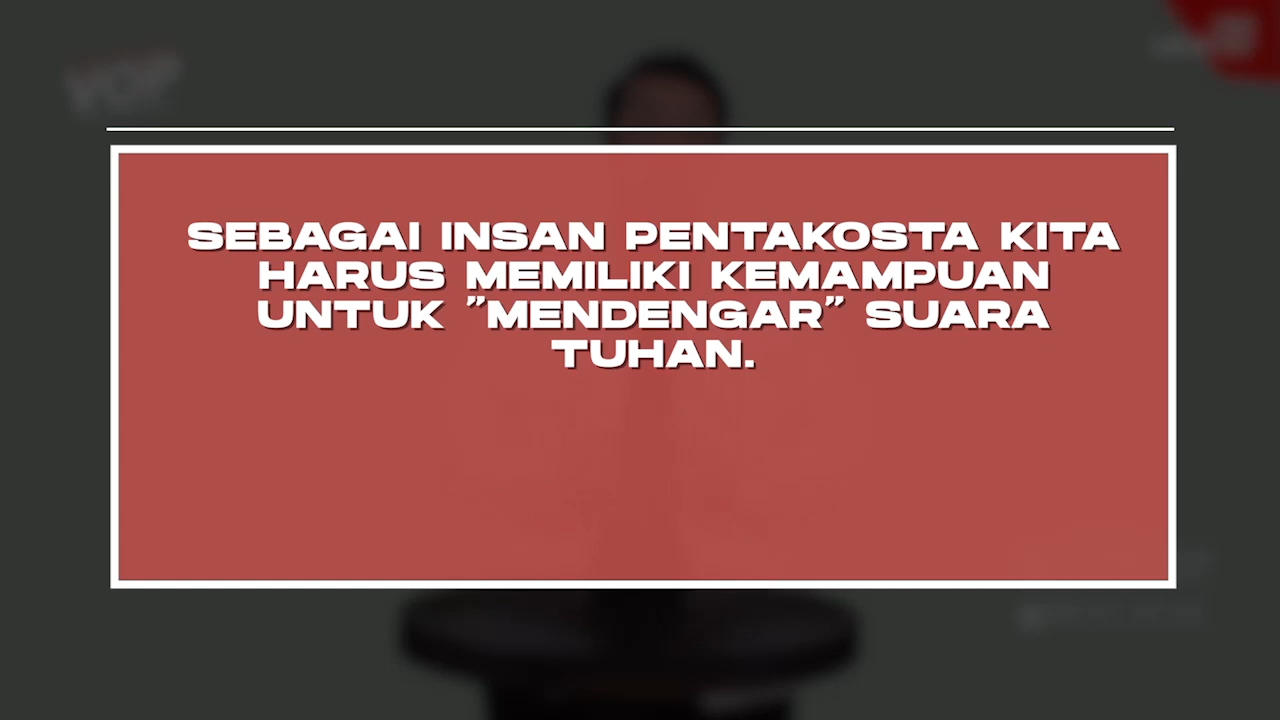 SEBAGAI INSAN PENTAKOSTA KITA
HARUS MEMILIKI KEMAMPUAN
UNTUK "MENDENGAR" SUARA
TUHAN.